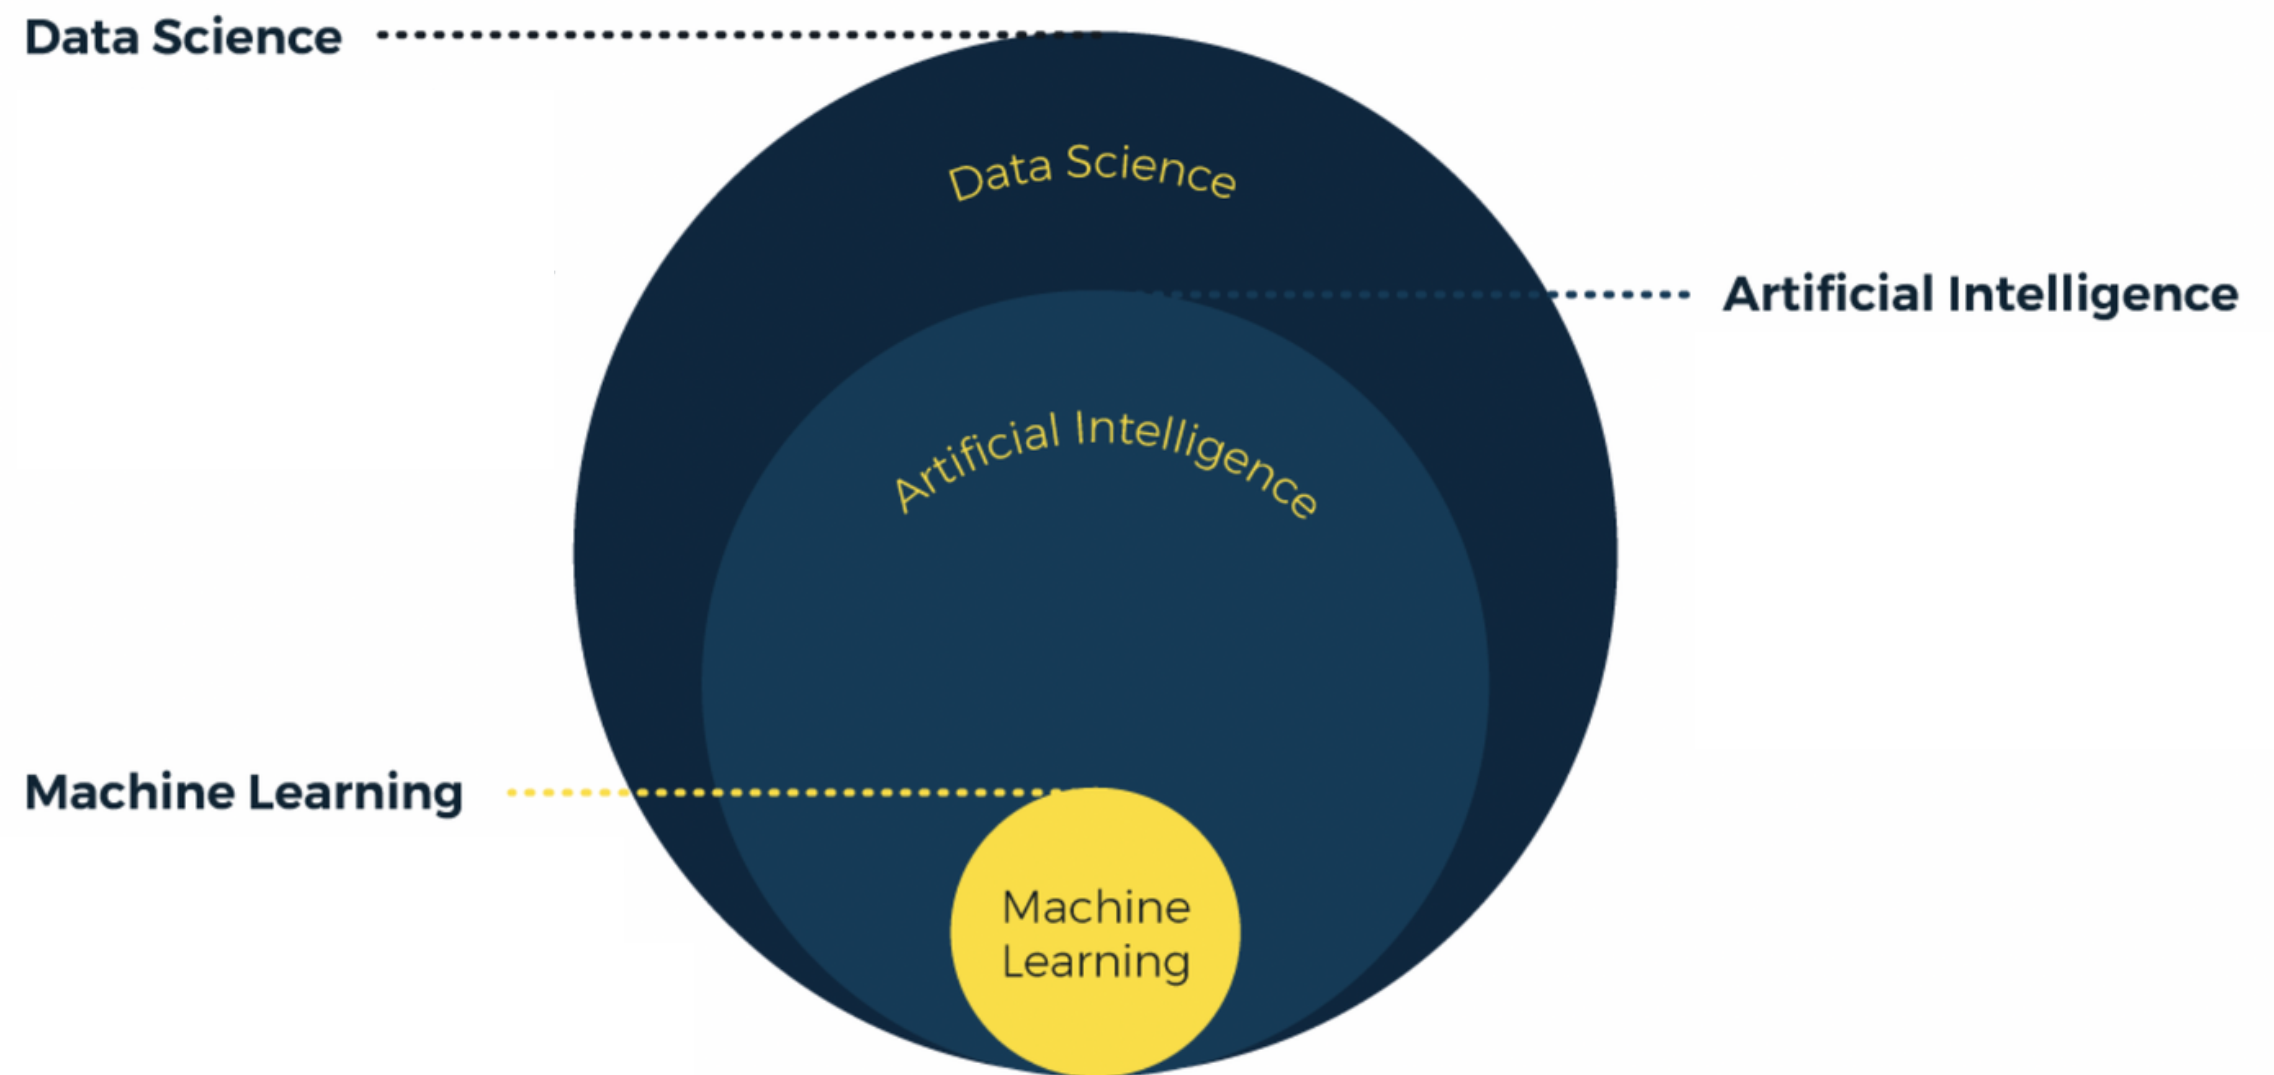 Data Science
Data Science
Artificial Intelligence
Artificial Intelligence
Machine Learning
Machine
Learning